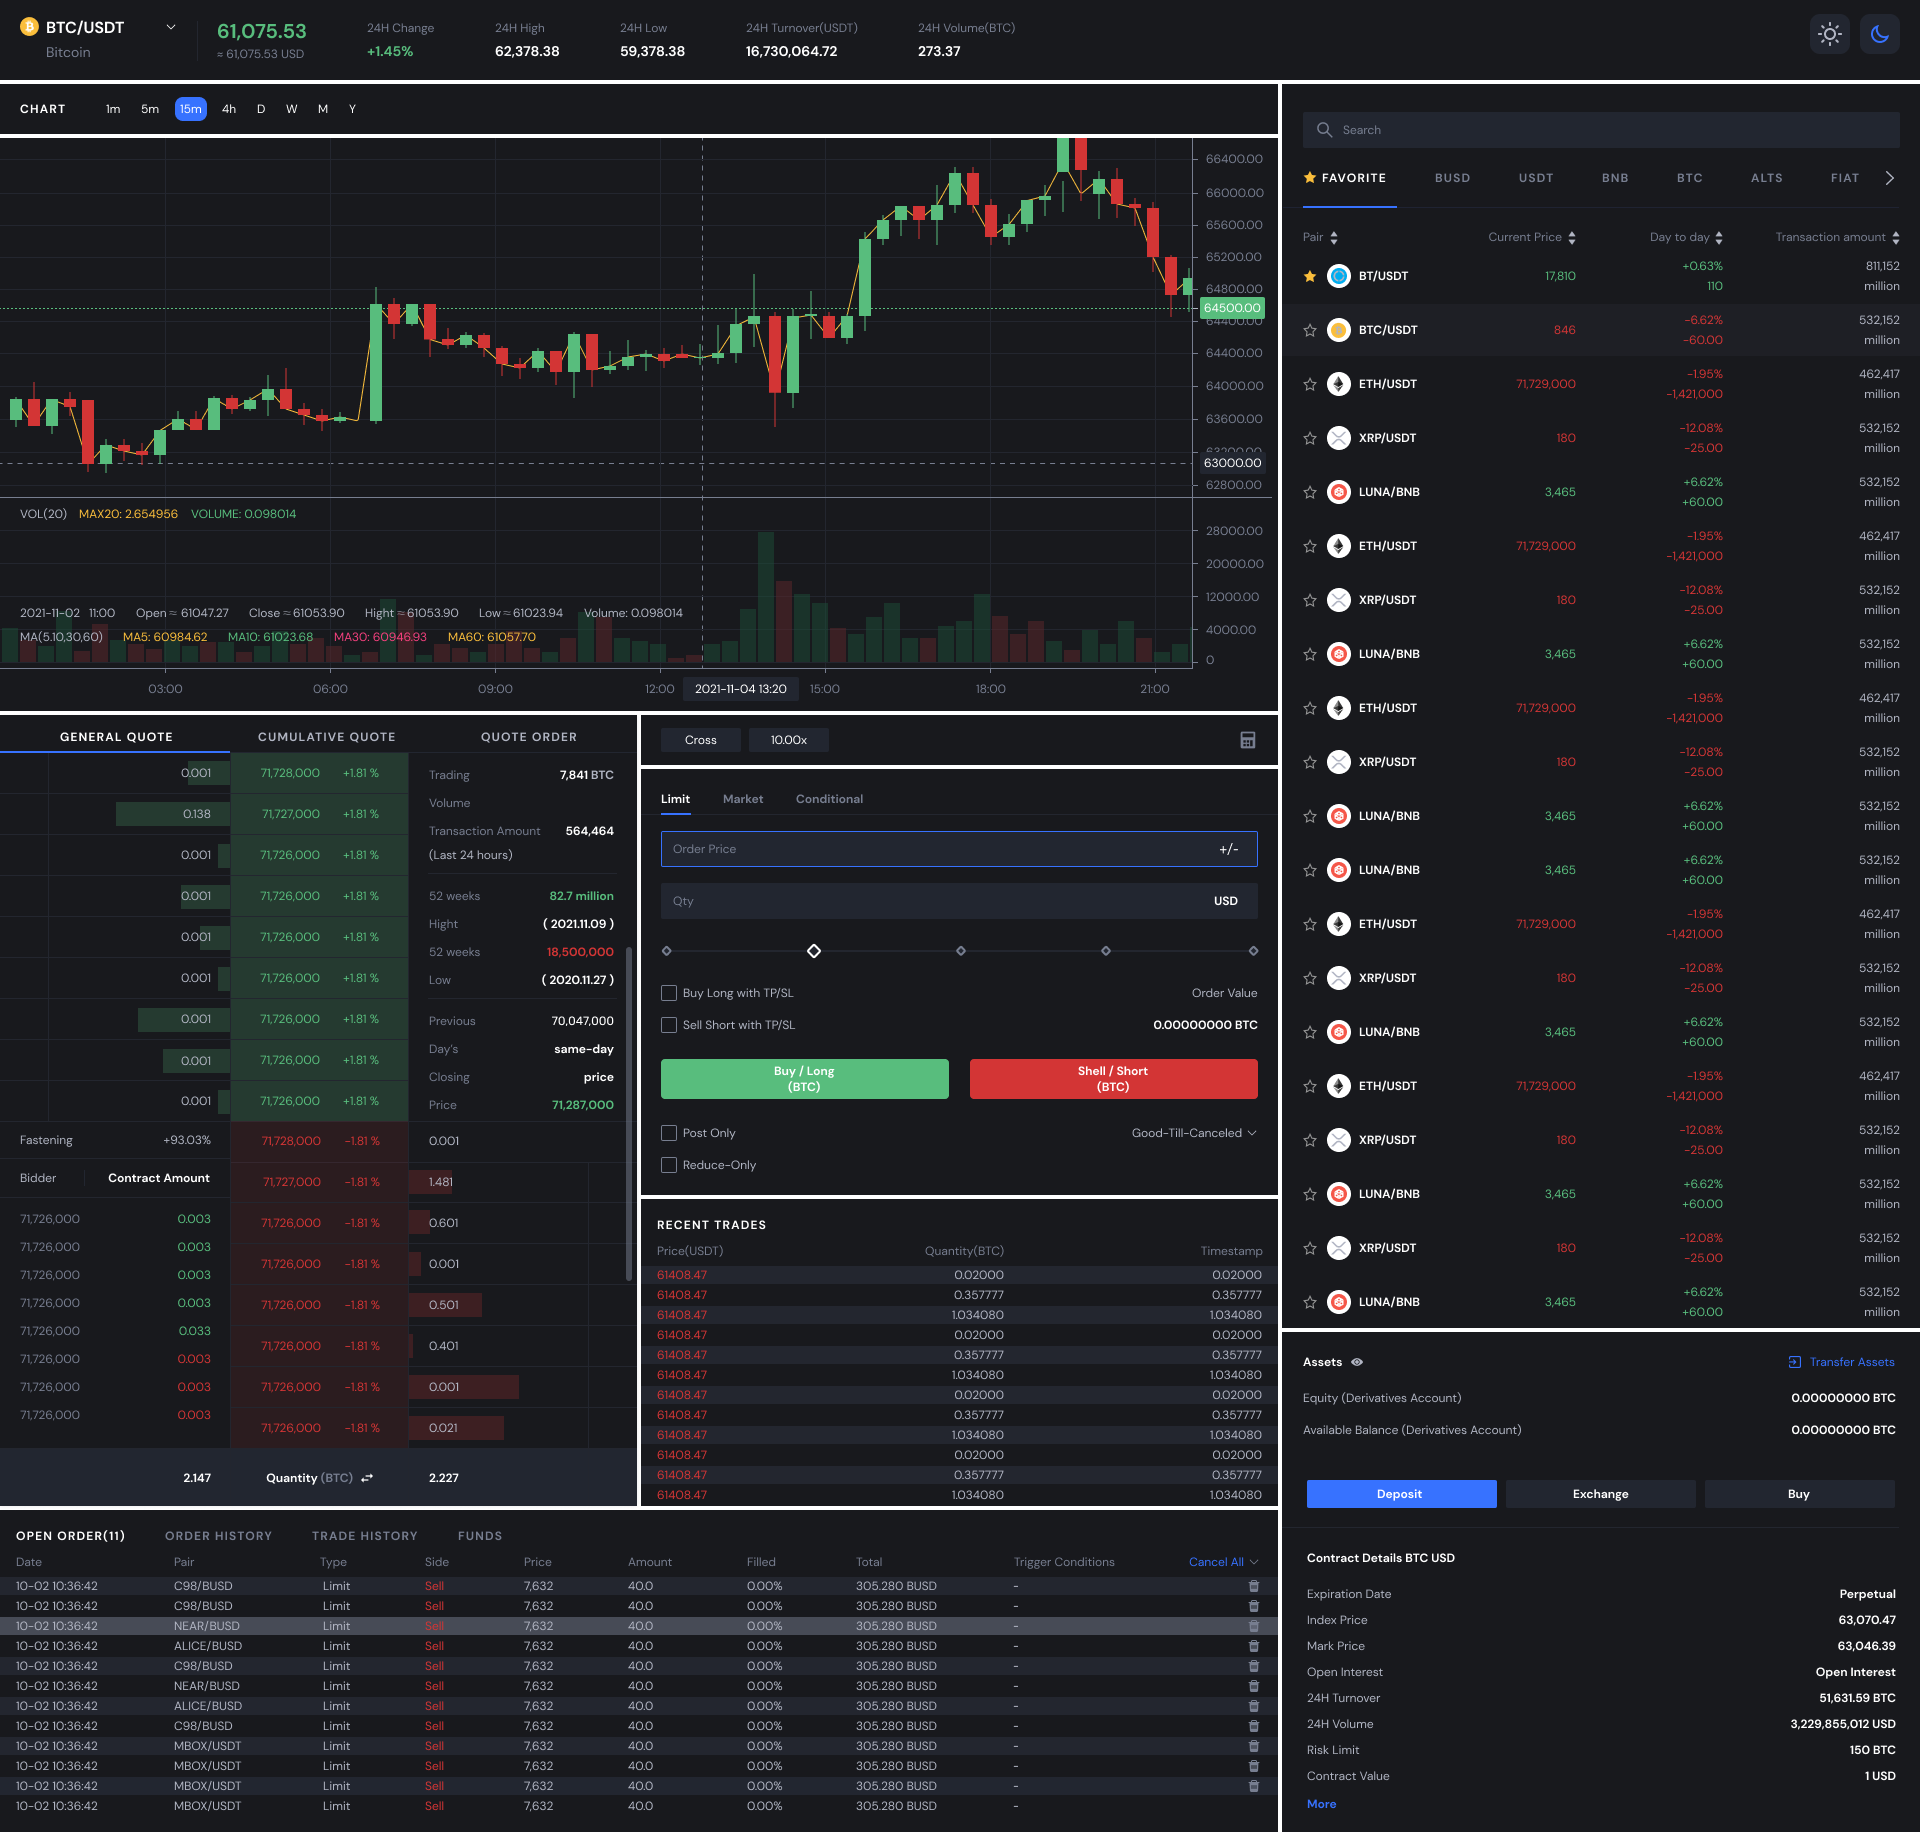 BTC/USDT
Bitcoin
61,075.53
≈ 61,075.53 USD
24H Change
+1.45%
24H High
62,378.38
24H Low
59,378.38
24H Turnover(USDT)
16,730,064.72
24H Volume(BTC)
273.37
CHART 1m 5m 15m 4h D W M Y
66400.00
66000.00
65600.00
65200.00
64800.00
64500.00
64400.00
64400.00
64000.00
63600.00
63200.00
63000.00
62800.00
VOL(20) MAX20: 2.654956 VOLUME: 0.098014
28000.00
20000.00
12000.00
4000.00
0
2021-11-02 11:00 Open ≈ 61047.27 Close ≈ 61053.90 Hight ≈ 61053.90 Low ≈ 61023.94 Volume: 0.098014
MA(5.10,30,60) MA5: 60984.62 MA10: 61023.68 MA30: 60946.93 MA60: 61057.70
03:00 06:00 09:00 12:00 2021-11-04 13:20 15:00 18:00 21:00
GENERAL QUOTE CUMULATIVE QUOTE QUOTE ORDER
0.001 71,728,000 +1.81 %
0.138 71,727,000 +1.81 %
0.001 71,726,000 +1.81 %
0.001 71,726,000 +1.81 %
0.001 71,726,000 +1.81 %
0.001 71,726,000 +1.81 %
0.001 71,726,000 +1.81 %
0.001 71,726,000 +1.81 %
0.001 71,726,000 +1.81 %
Trading 7,841 BTC
Volume
Transaction Amount 564,464
(Last 24 hours)
52 weeks 82.7 million
Hight ( 2021.11.09 )
52 weeks 18,500,000
Low ( 2020.11.27 )
Previous 70,047,000
Day's same-day
Closing price
Price 71,287,000
Fastening +93.03%
Bidder Contract Amount
71,726,000 0.003
71,726,000 0.003
71,726,000 0.003
71,726,000 0.003
71,726,000 0.033
71,726,000 0.003
71,726,000 0.003
71,726,000 0.003
71,728,000 -1.81 % 0.001
71,727,000 -1.81 % 1.481
71,726,000 -1.81 % 0.601
71,726,000 -1.81 % 0.001
71,726,000 -1.81 % 0.501
71,726,000 -1.81 % 0.401
71,726,000 -1.81 % 0.001
71,726,000 -1.81 % 0.021
2.147 Quantity (BTC) 2.227
Cross 10.00x
Limit Market Conditional
Order Price +/-
Qty USD
Buy Long with TP/SL Order Value
Sell Short with TP/SL 0.00000000 BTC
Buy / Long
(BTC)
Shell / Short
(BTC)
Post Only Good-Till-Canceled
Reduce-Only
RECENT TRADES
Price(USDT) Quantity(BTC) Timestamp
61408.47 0.02000 0.02000
61408.47 0.357777 0.357777
61408.47 1.034080 1.034080
61408.47 0.02000 0.02000
61408.47 0.357777 0.357777
61408.47 1.034080 1.034080
61408.47 0.02000 0.02000
61408.47 0.357777 0.357777
61408.47 1.034080 1.034080
61408.47 0.02000 0.02000
61408.47 0.357777 0.357777
61408.47 1.034080 1.034080
OPEN ORDER(11) ORDER HISTORY TRADE HISTORY FUNDS
Date Pair Type Side Price Amount Filled Total Trigger Conditions Cancel All
10-02 10:36:42 C98/BUSD Limit Sell 7,632 40.0 0.00% 305.280 BUSD -
10-02 10:36:42 C98/BUSD Limit Sell 7,632 40.0 0.00% 305.280 BUSD -
10-02 10:36:42 NEAR/BUSD Limit Sell 7,632 40.0 0.00% 305.280 BUSD -
10-02 10:36:42 ALICE/BUSD Limit Sell 7,632 40.0 0.00% 305.280 BUSD -
10-02 10:36:42 C98/BUSD Limit Sell 7,632 40.0 0.00% 305.280 BUSD -
10-02 10:36:42 NEAR/BUSD Limit Sell 7,632 40.0 0.00% 305.280 BUSD -
10-02 10:36:42 ALICE/BUSD Limit Sell 7,632 40.0 0.00% 305.280 BUSD -
10-02 10:36:42 C98/BUSD Limit Sell 7,632 40.0 0.00% 305.280 BUSD -
10-02 10:36:42 MBOX/USDT Limit Sell 7,632 40.0 0.00% 305.280 BUSD -
10-02 10:36:42 MBOX/USDT Limit Sell 7,632 40.0 0.00% 305.280 BUSD -
10-02 10:36:42 MBOX/USDT Limit Sell 7,632 40.0 0.00% 305.280 BUSD -
10-02 10:36:42 MBOX/USDT Limit Sell 7,632 40.0 0.00% 305.280 BUSD -
Search
FAVORITE BUSD USDT BNB BTC ALTS FIAT
Pair Current Price Day to day Transaction amount
BT/USDT 17,810 +0.63% 811,152
110 million
BTC/USDT 846 -6.62% 532,152
-60.00 million
ETH/USDT 71,729,000 -1.95% 462,417
-1,421,000 million
XRP/USDT 180 -12.08% 532,152
-25.00 million
LUNA/BNB 3,465 +6.62% 532,152
+60.00 million
ETH/USDT 71,729,000 -1.95% 462,417
-1,421,000 million
XRP/USDT 180 -12.08% 532,152
-25.00 million
LUNA/BNB 3,465 +6.62% 532,152
+60.00 million
ETH/USDT 71,729,000 -1.95% 462,417
-1,421,000 million
XRP/USDT 180 -12.08% 532,152
-25.00 million
LUNA/BNB 3,465 +6.62% 532,152
+60.00 million
LUNA/BNB 3,465 +6.62% 532,152
+60.00 million
ETH/USDT 71,729,000 -1.95% 462,417
-1,421,000 million
XRP/USDT 180 -12.08% 532,152
-25.00 million
LUNA/BNB 3,465 +6.62% 532,152
+60.00 million
ETH/USDT 71,729,000 -1.95% 462,417
-1,421,000 million
XRP/USDT 180 -12.08% 532,152
-25.00 million
LUNA/BNB 3,465 +6.62% 532,152
+60.00 million
XRP/USDT 180 -12.08% 532,152
-25.00 million
LUNA/BNB 3,465 +6.62% 532,152
+60.00 million
Assets Transfer Assets
Equity (Derivatives Account) 0.00000000 BTC
Available Balance (Derivatives Account) 0.00000000 BTC
Deposit Exchange Buy
Contract Details BTC USD
Expiration Date Perpetual
Index Price 63,070.47
Mark Price 63,046.39
Open Interest Open Interest
24H Turnover 51,631.59 BTC
24H Volume 3,229,855,012 USD
Risk Limit 150 BTC
Contract Value 1 USD
More